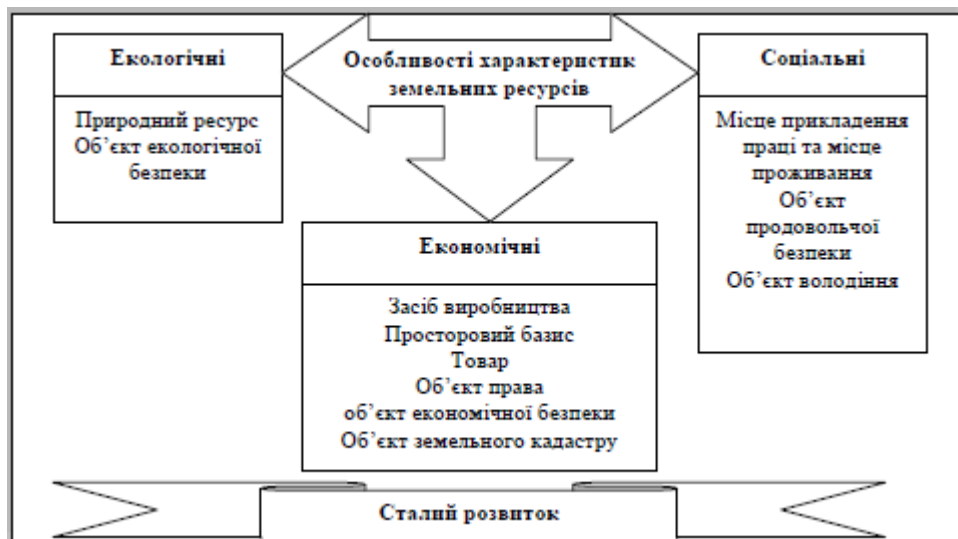 Особливості характеристик
земельних ресурсів
Екологічні
Природний ресурс
Об’єкт екологічної
безпеки
Економічні
Засіб виробництва
Просторовий базис
Товар
Об’єкт права
об’єкт економічної безпеки
Об’єкт земельного кадастру
Соціальні
Місце прикладення
праці та місце
проживання
Об’єкт
продовольчої
безпеки
Об’єкт володіння
Сталий розвиток